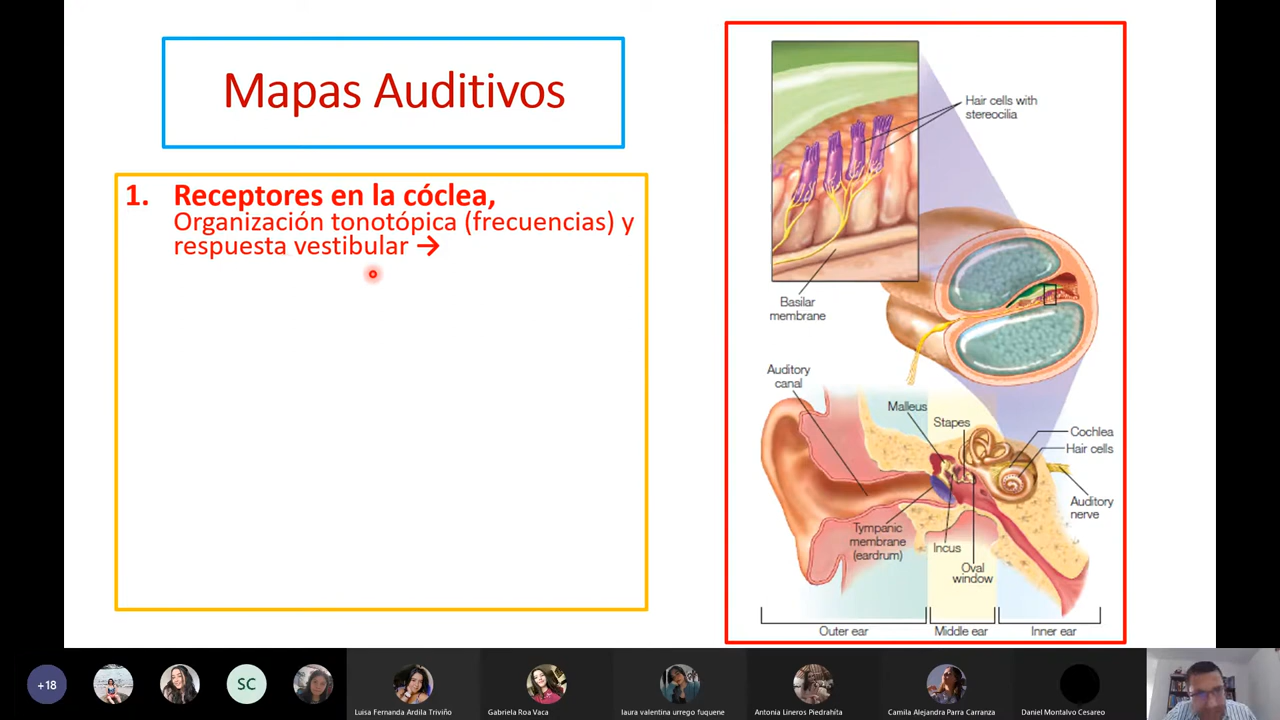 Mapas Auditivos
1. Receptores en la cóclea,
Organización tonotópica (frecuencias) y
respuesta vestibular →
Hair cells with
stereocilia
Basilar
membrane
Auditory
canal
Malleus
Stapes
Cochlea
Hair cells
Auditory
nerve
Tympanic
membrane
(eardrum)
Incus
Oval
window
Outer ear
Middle ear
Inner ear
+18
SC
Luisa Fernanda Ardila Triviño
Gabriela Roa Vaca
laura valentina urrego fuquene
Antonia Lineros Piedrahíta
Camila Alejandra Parra Carranza
Daniel Montalvo Cesareo